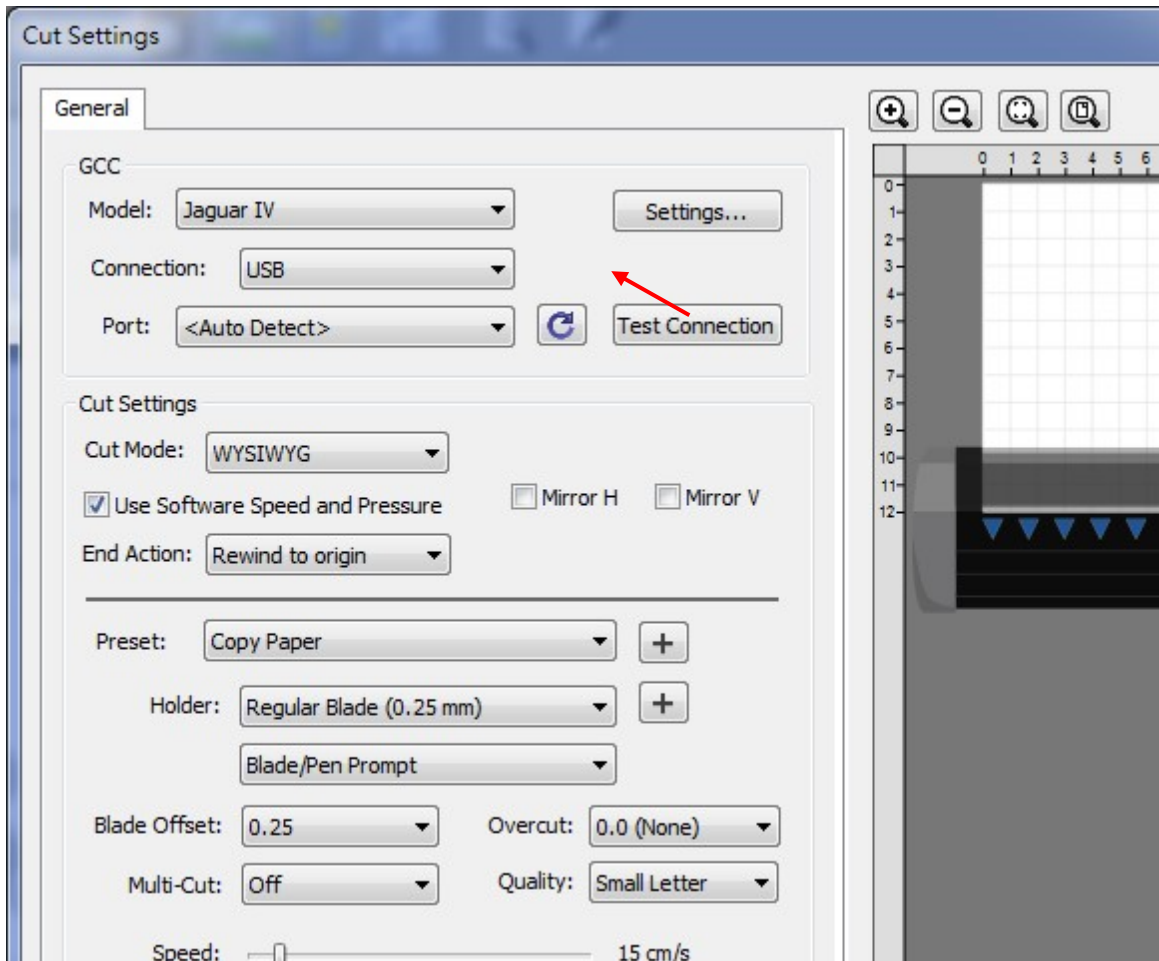 Cut Settings
General
GCC
Model: Jaguar IV Settings...
Connection: USB
Port: <Auto Detect> Test Connection
Cut Settings
Cut Mode: WYSIWYG
Use Software Speed and Pressure Mirror H Mirror V
End Action: Rewind to origin
Preset: Copy Paper +
Holder: Regular Blade (0.25 mm) +
Blade/Pen Prompt
Blade Offset: 0.25 Overcut: 0.0 (None)
Multi-Cut: Off Quality: Small Letter
Speed: 15 cm/s
0 1 2 3 4 5 6
0
1
2
3
4
5
6
7
8
9
10
11
12